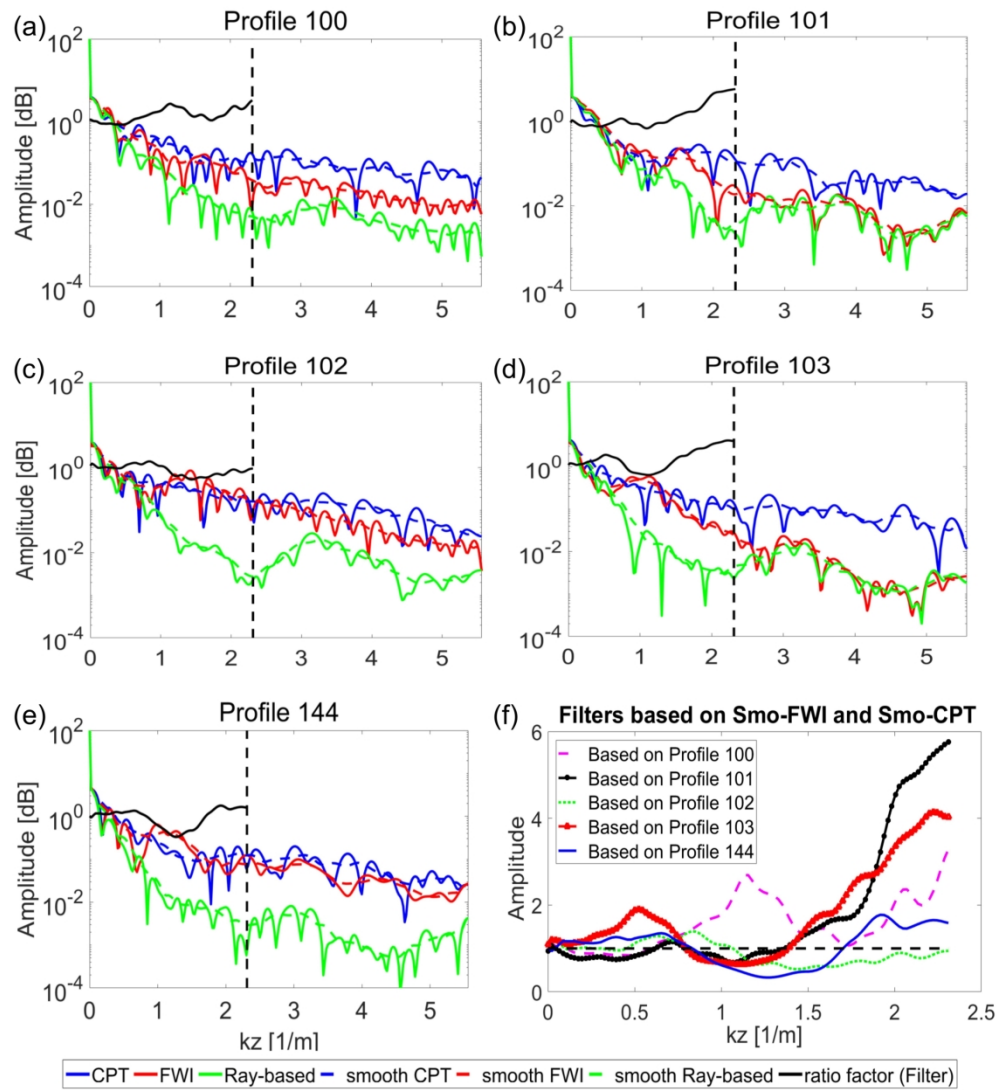 (a) Profile 100
Amplitude [dB]
10^2
10^0
10^-2
10^-4
0 1 2 3 4 5
(b) Profile 101
Amplitude [dB]
10^2
10^0
10^-2
10^-4
0 1 2 3 4 5
(c) Profile 102
Amplitude [dB]
10^2
10^0
10^-2
10^-4
0 1 2 3 4 5
(d) Profile 103
Amplitude [dB]
10^2
10^0
10^-2
10^-4
0 1 2 3 4 5
(e) Profile 144
Amplitude [dB]
10^2
10^0
10^-2
10^-4
0 1 2 3 4 5
kz [1/m]
(f) Filters based on Smo-FWI and Smo-CPT
Amplitude
6
4
2
0
Based on Profile 100
Based on Profile 101
Based on Profile 102
Based on Profile 103
Based on Profile 144
0 0.5 1 1.5 2 2.5
kz [1/m]
CPT FWI Ray-based smooth CPT smooth FWI smooth Ray-based ratio factor (Filter)